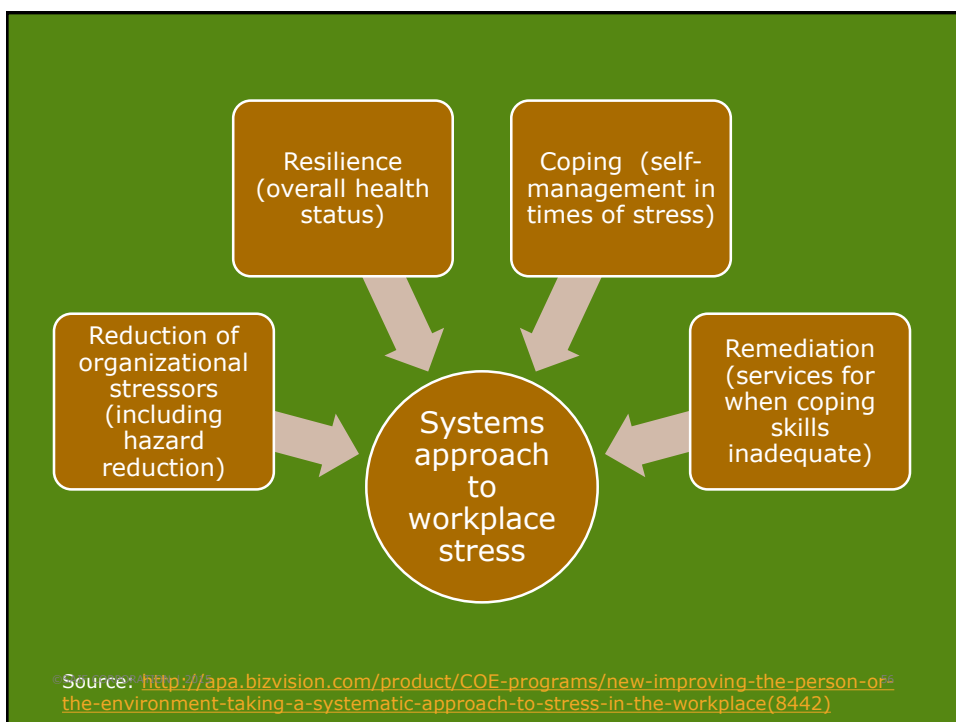 Resilience
(overall health
status)
Coping (self-
management in
times of stress)
Reduction of
organizational
stressors
(including
hazard
reduction)
Remediation
(services for
when coping
skills
inadequate)
Systems
approach
to
workplace
stress
Source: http://apa.bizvision.com/product/COE-programs/new-improving-the-person-or-
the-environment-taking-a-systematic-approach-to-stress-in-the-workplace(8442)